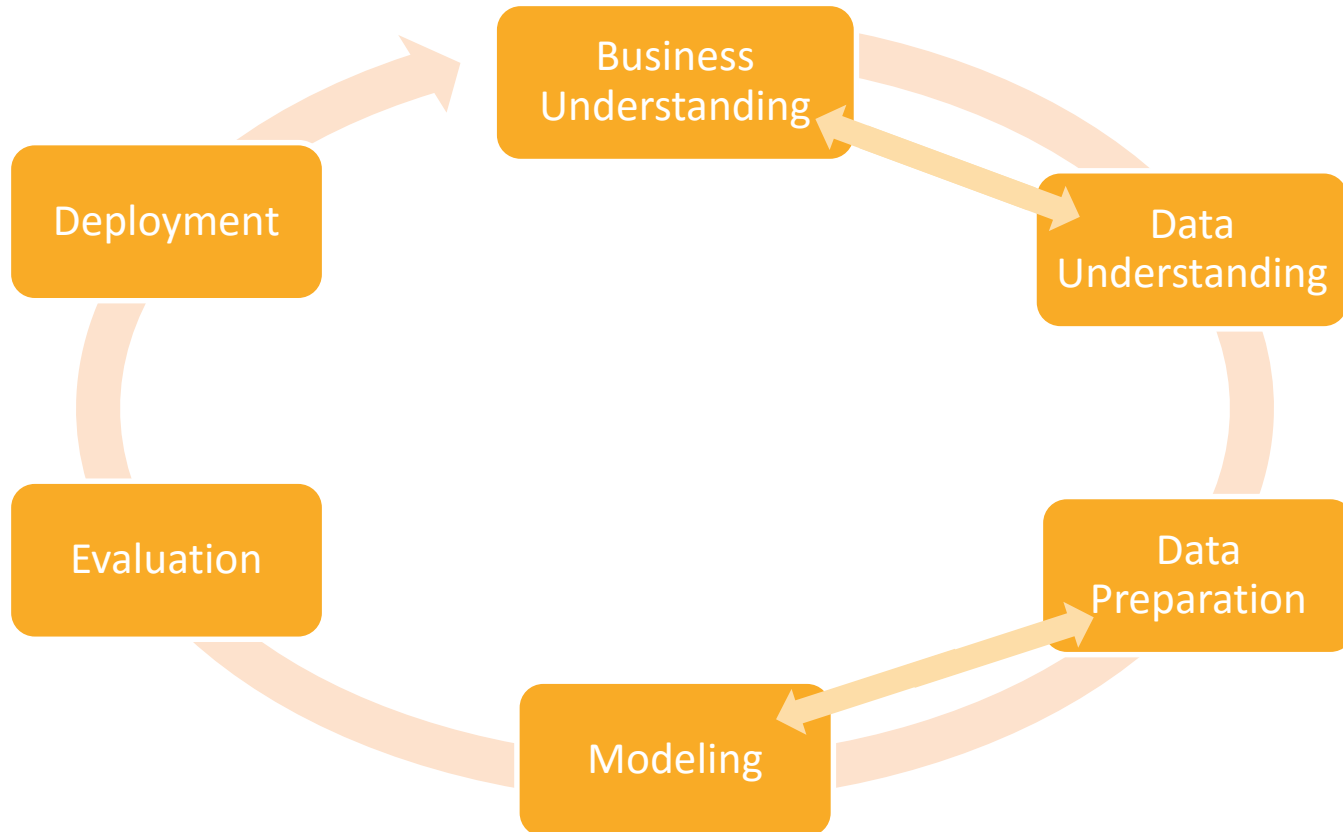 Business
Understanding
Data
Understanding
Data
Preparation
Modeling
Evaluation
Deployment